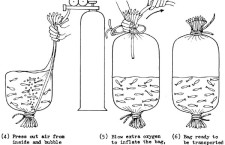 (4) Press out air from
inside and bubble
(5) Blow extra oxygen
to inflate the bag,
(6) Bag ready to
be transported